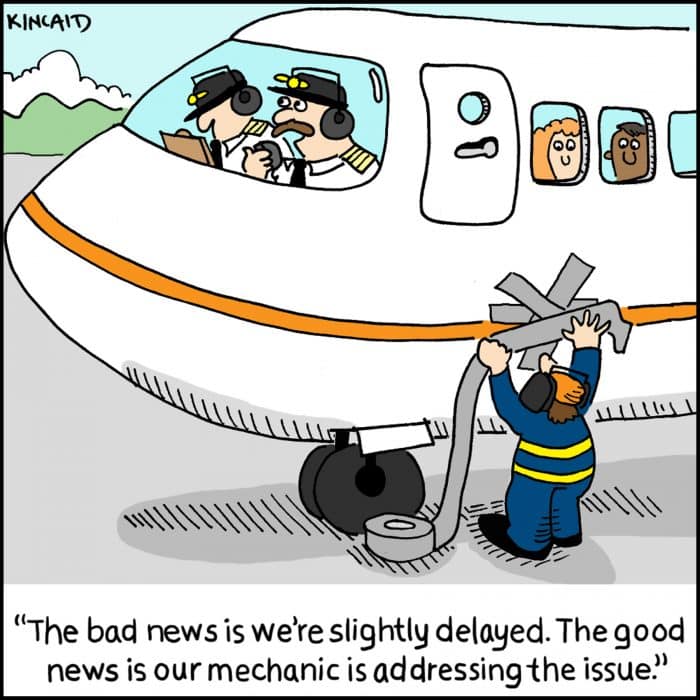 KINCAID
“The bad news is we're slightly delayed. The good
news is our mechanic is addressing the issue.”